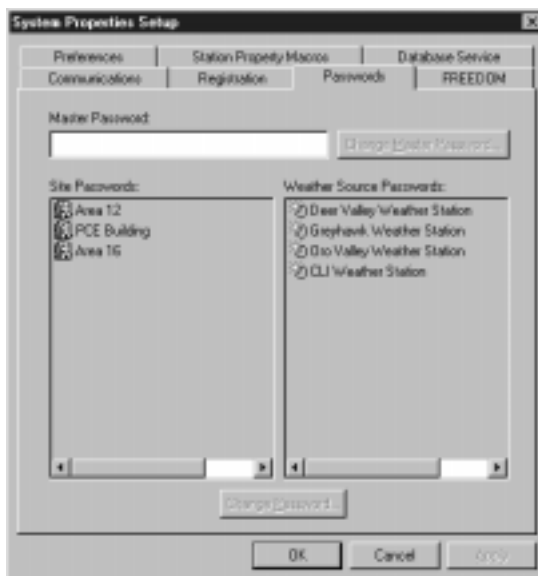 System Properties Setup
Preferences
Station Property Macros
Database Service
Communications
Registration
Passwords
FREEDOM
Master Password:
Change Master Password...
Site Passwords:
Area 12
PCE Building
Area 16
Weather Source Passwords:
Deer Valley Weather Station
Greyhawk Weather Station
Oro Valley Weather Station
CLI Weather Station
Change Password...
OK
Cancel
Apply